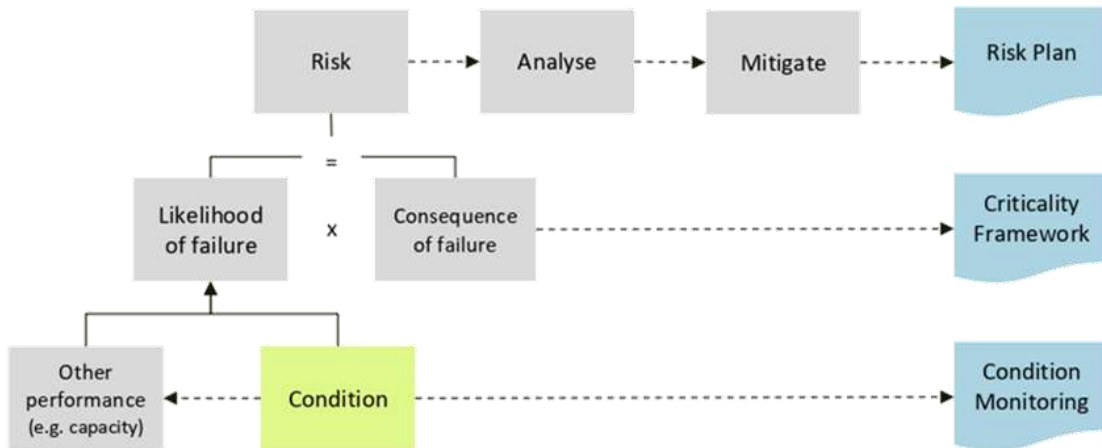 Risk
Analyse
Mitigate
Risk Plan
=
Likelihood
of failure
x
Consequence
of failure
Criticality
Framework
Other
performance
(e.g. capacity)
Condition
Condition
Monitoring